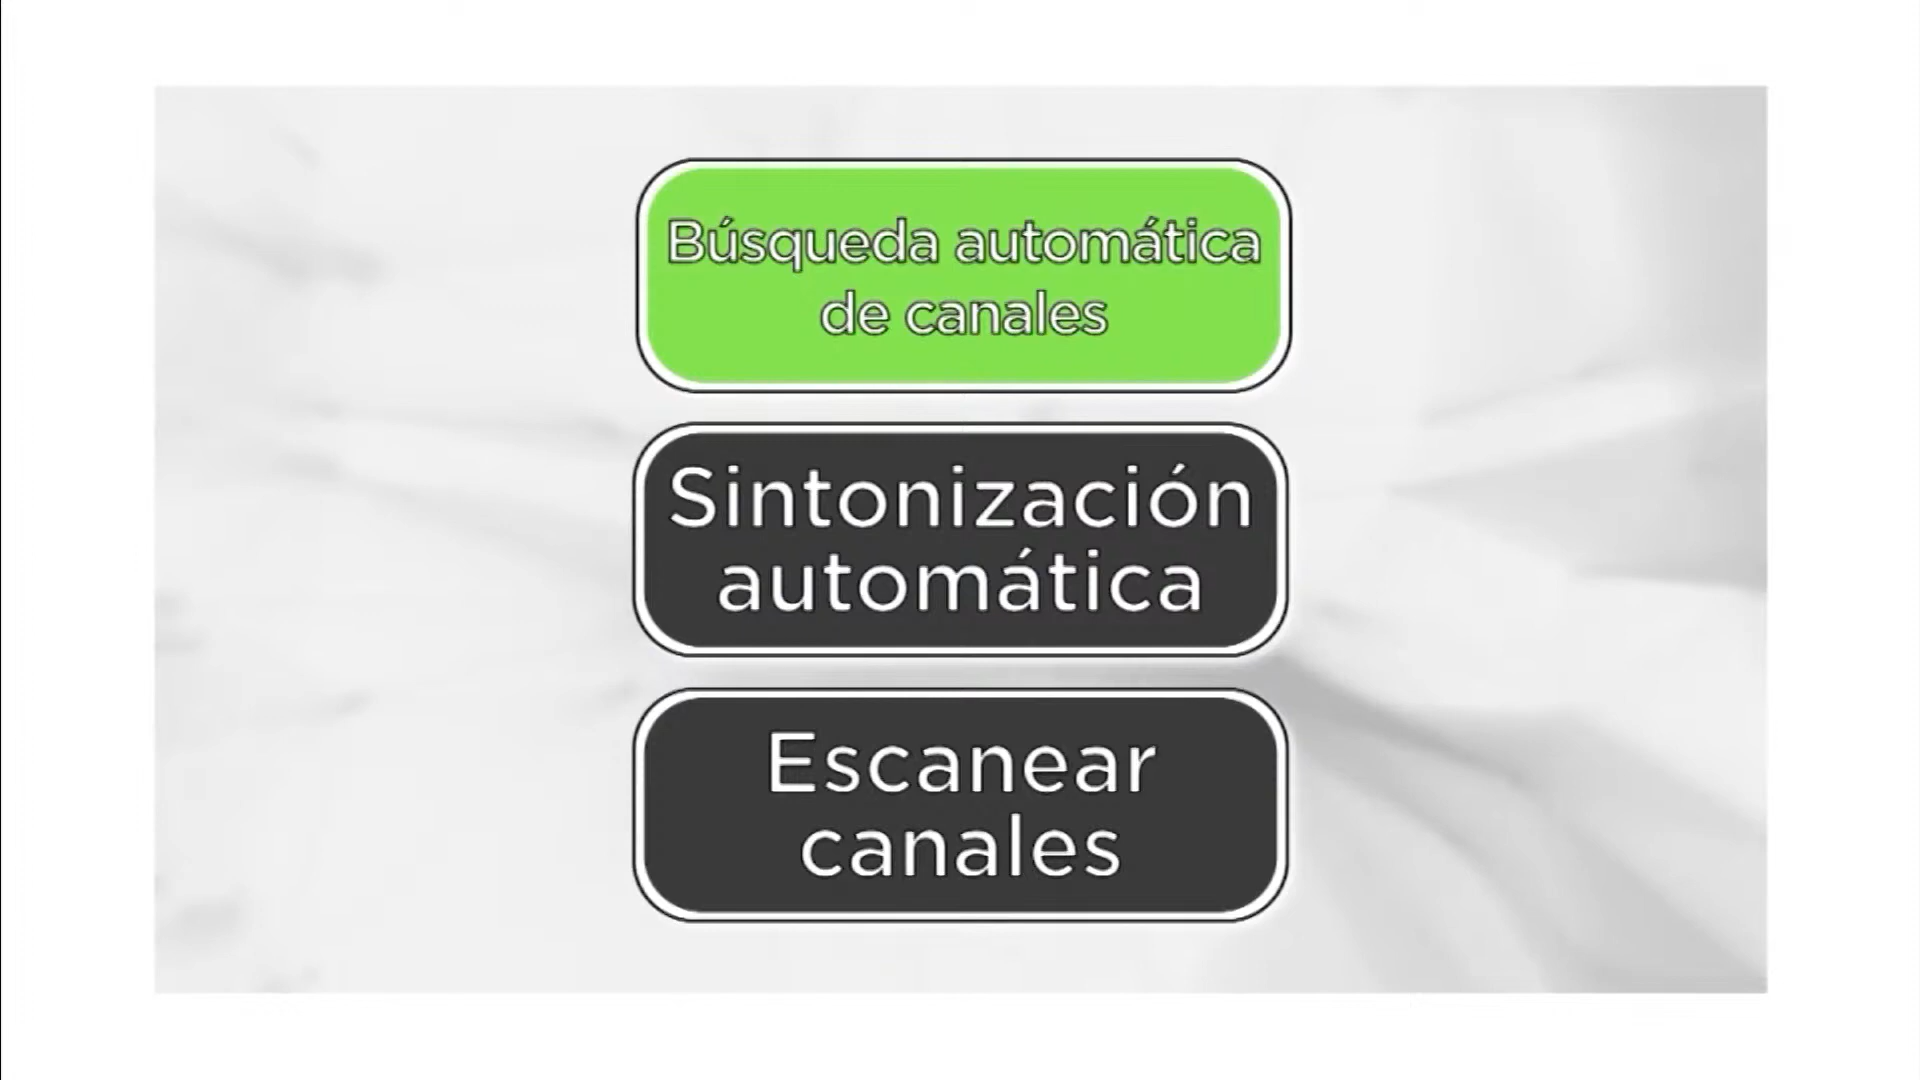 Búsqueda automática
de canales
Sintonización
automática
Escanear
canales